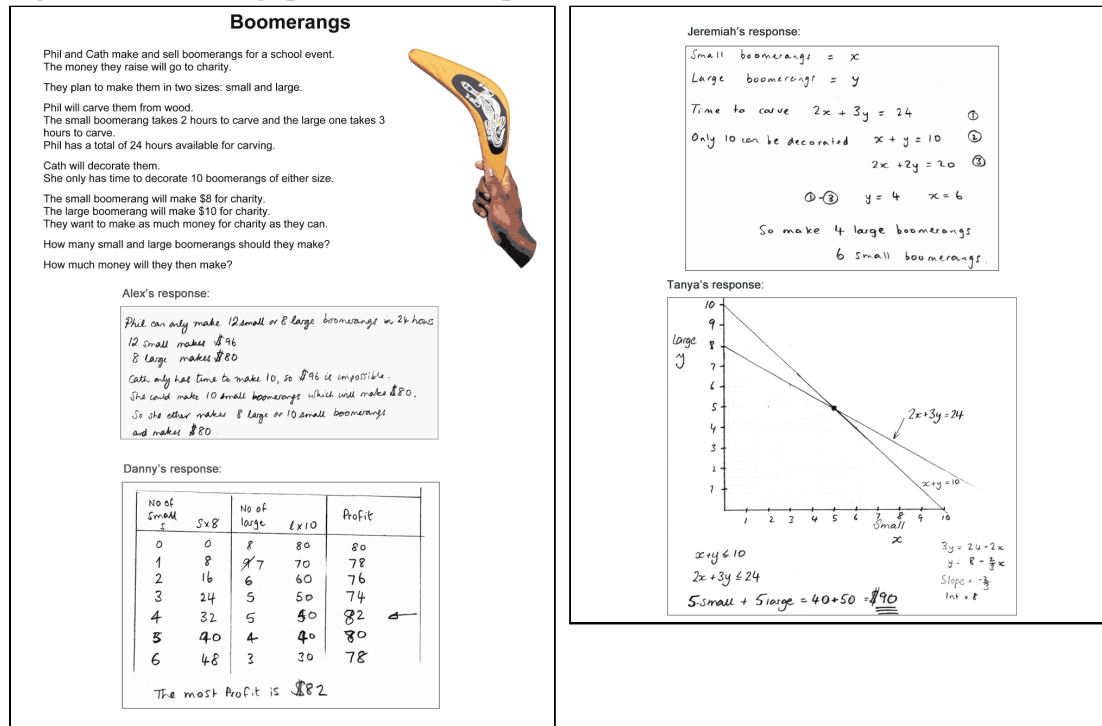 Boomerangs
Phil and Cath make and sell boomerangs for a school event.
The money they raise will go to charity.
They plan to make them in two sizes: small and large.
Phil will carve them from wood.
The small boomerang takes 2 hours to carve and the large one takes 3
hours to carve.
Phil has a total of 24 hours available for carving.
Cath will decorate them.
She only has time to decorate 10 boomerangs of either size.
The small boomerang will make $8 for charity.
The large boomerang will make $10 for charity.
They want to make as much money for charity as they can.
How many small and large boomerangs should they make?
How much money will they then make?
Alex's response:
Phil can only make 12 small or 8 large boomerangs in 24 hours
12 small makes $96
8 large makes $80
Cath only has time to make 10, so $96 is impossible.
She could make 10 small boomerangs which will make $80.
So she either makes 8 large or 10 small boomerangs
and makes $80.
Danny's response:
No of small s | s x 8 | No of large | l x 10 | Profit
0 0 8 80 80
1 8 7 70 78
2 16 6 60 76
3 24 5 50 74
4 32 5 50 82
5 40 4 40 80
6 48 3 30 78
The most Profit is $82
Jeremiah's response:
Small boomerangs = x
Large boomerangs = y
Time to carve 2x + 3y = 24 ①
Only 10 can be decorated x + y = 10 ②
2x + 2y = 20 ③
① - ③ y = 4 x = 6
So make 4 large boomerangs
6 small boomerangs.
Tanya's response:
10
9
large 8
y 7
6
5
4
3
2
1
2x + 3y = 24
x + y = 10
1 2 3 4 5 6 7 8 9 10
Small
x
x + y ≤ 10
2x + 3y ≤ 24
5 small + 5 large = 40 + 50 = $90
3y = 24 - 2x
y = 8 - 2/3 x
Slope = -2/3
Int = 8